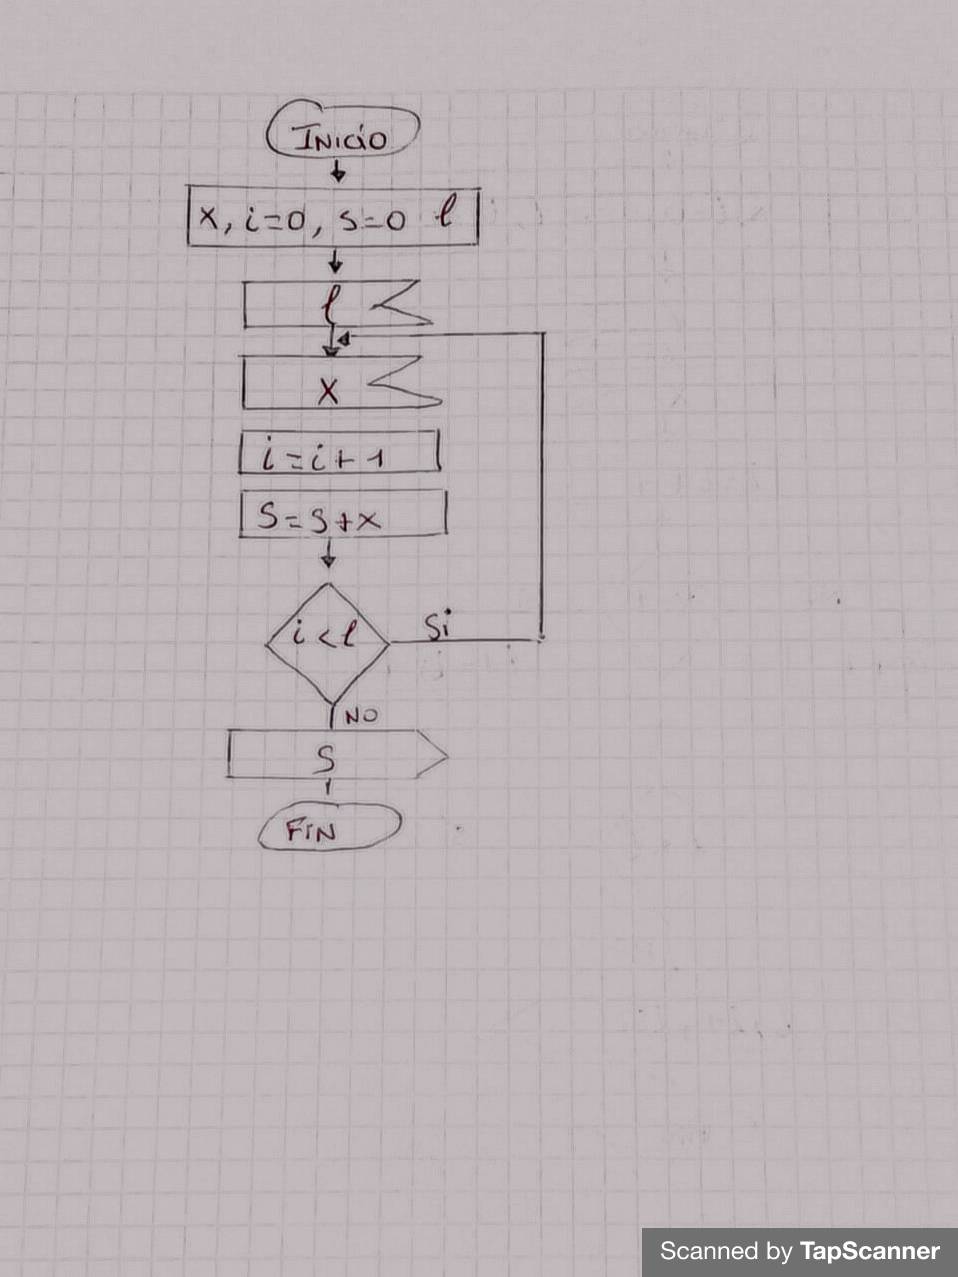 INICIO
x, i=0, s=0 l
l
x
i=i+1
S=S+x
i<l
Si
NO
S
FIN
Scanned by TapScanner